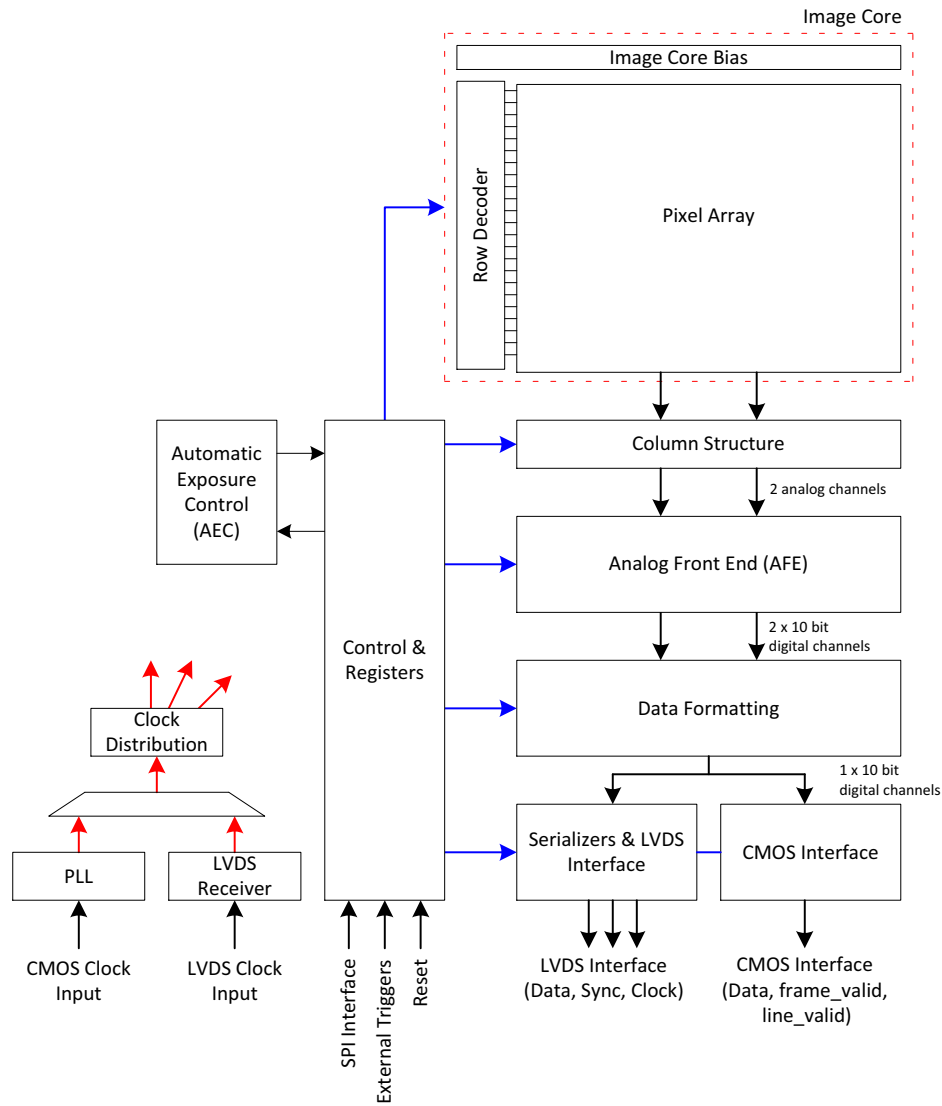 Image Core
Image Core Bias
Row Decoder
Pixel Array
Automatic
Exposure
Control
(AEC)
Column Structure
2 analog channels
Analog Front End (AFE)
2 x 10 bit
digital channels
Control &
Registers
Data Formatting
Clock
Distribution
1 x 10 bit
digital channels
PLL
LVDS
Receiver
Serializers & LVDS
Interface
CMOS Interface
CMOS Clock
Input
LVDS Clock
Input
SPI Interface
External Triggers
Reset
LVDS Interface
(Data, Sync, Clock)
CMOS Interface
(Data, frame_valid,
line_valid)